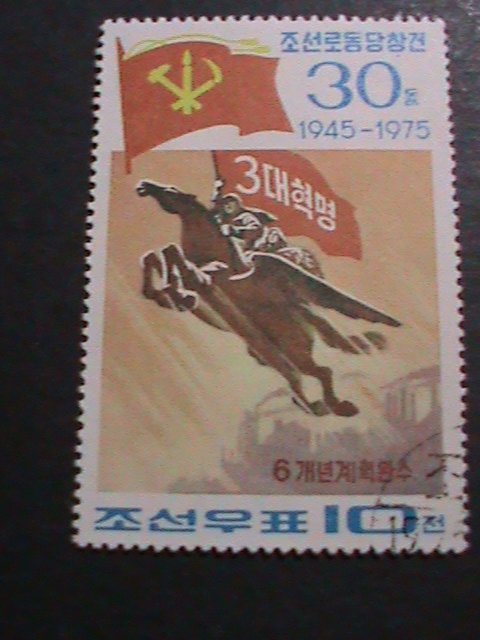 조선로동당창건
30돐
1945-1975
3대혁명
6개년계획완수
조선우표 10전